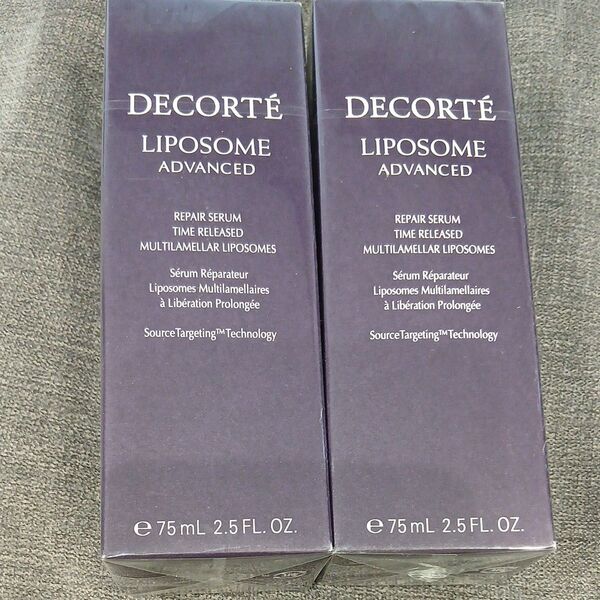 DECORTÉ
LIPOSOME
ADVANCED
REPAIR SERUM
TIME RELEASED
MULTILAMELLAR LIPOSOMES
Sérum Réparateur
Liposomes Multilamellaires
à Libération Prolongée
SourceTargeting™Technology
℮ 75 mL 2.5 FL. OZ.
DECORTÉ
LIPOSOME
ADVANCED
REPAIR SERUM
TIME RELEASED
MULTILAMELLAR LIPOSOMES
Sérum Réparateur
Liposomes Multilamellaires
à Libération Prolongée
SourceTargeting™Technology
℮ 75 mL 2.5 FL. OZ.